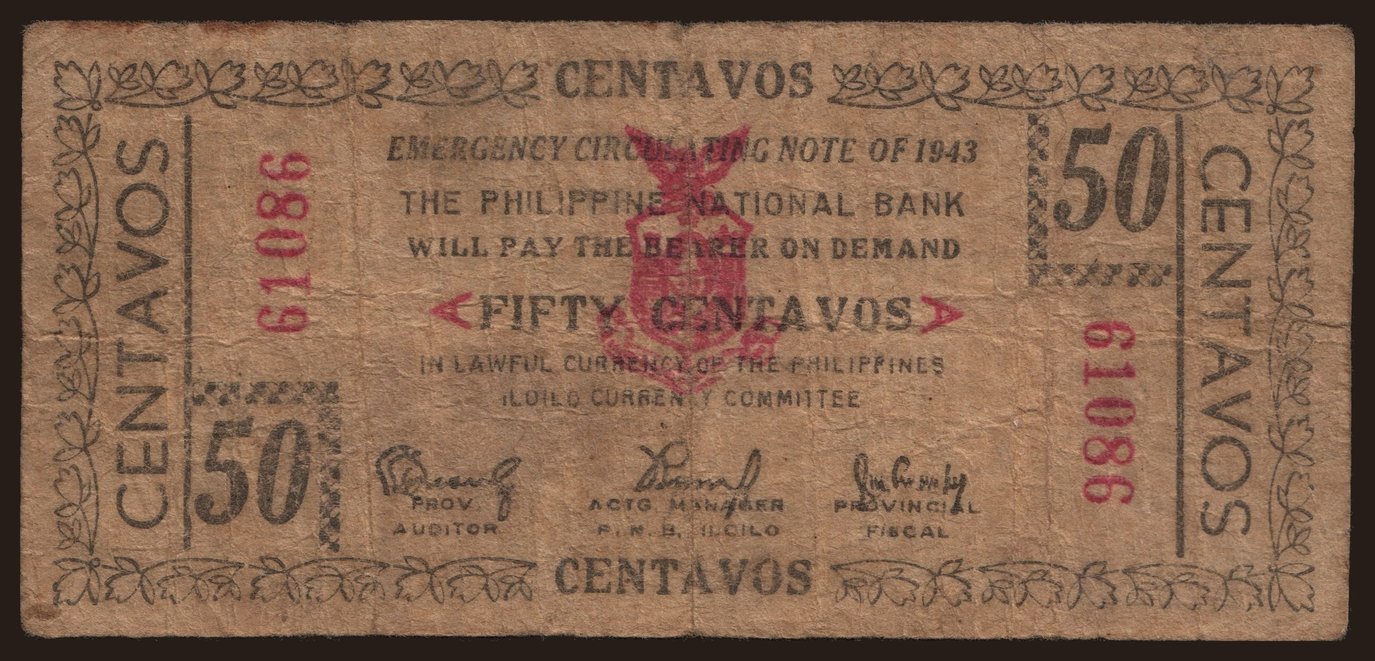 CENTAVOS
EMERGENCY CIRCULATING NOTE OF 1943
THE PHILIPPINE NATIONAL BANK
WILL PAY THE BEARER ON DEMAND
A FIFTY CENTAVOS A
IN LAWFUL CURRENCY OF THE PHILIPPINES
ILOILO CURRENCY COMMITTEE
CENTAVOS
61086
50
50
61086
CENTAVOS
PROV. AUDITOR
ACTG. MANAGER P. N. B. ILOILO
PROVINCIAL FISCAL
CENTAVOS